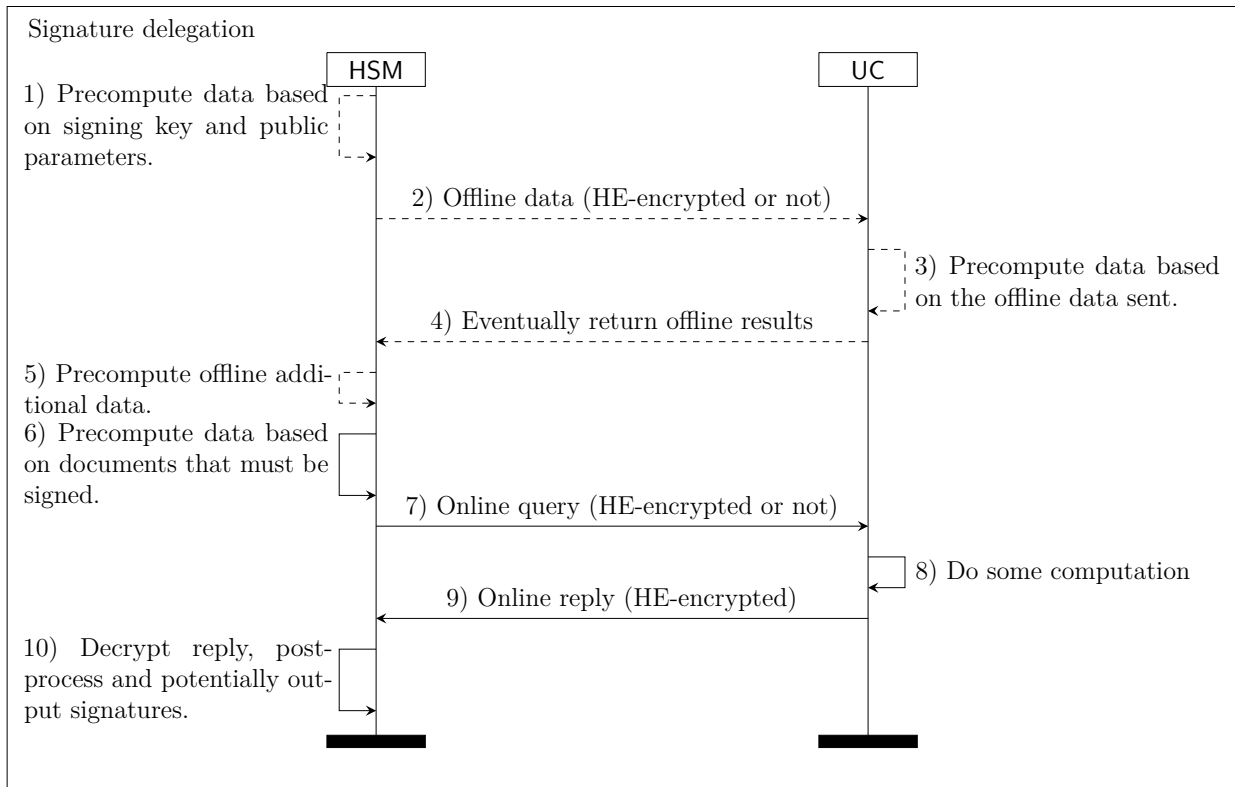 Signature delegation
HSM
UC
1) Precompute data based
on signing key and public
parameters.
2) Offline data (HE-encrypted or not)
3) Precompute data based
on the offline data sent.
4) Eventually return offline results
5) Precompute offline addi-
tional data.
6) Precompute data based
on documents that must be
signed.
7) Online query (HE-encrypted or not)
8) Do some computation
9) Online reply (HE-encrypted)
10) Decrypt reply, post-
process and potentially out-
put signatures.